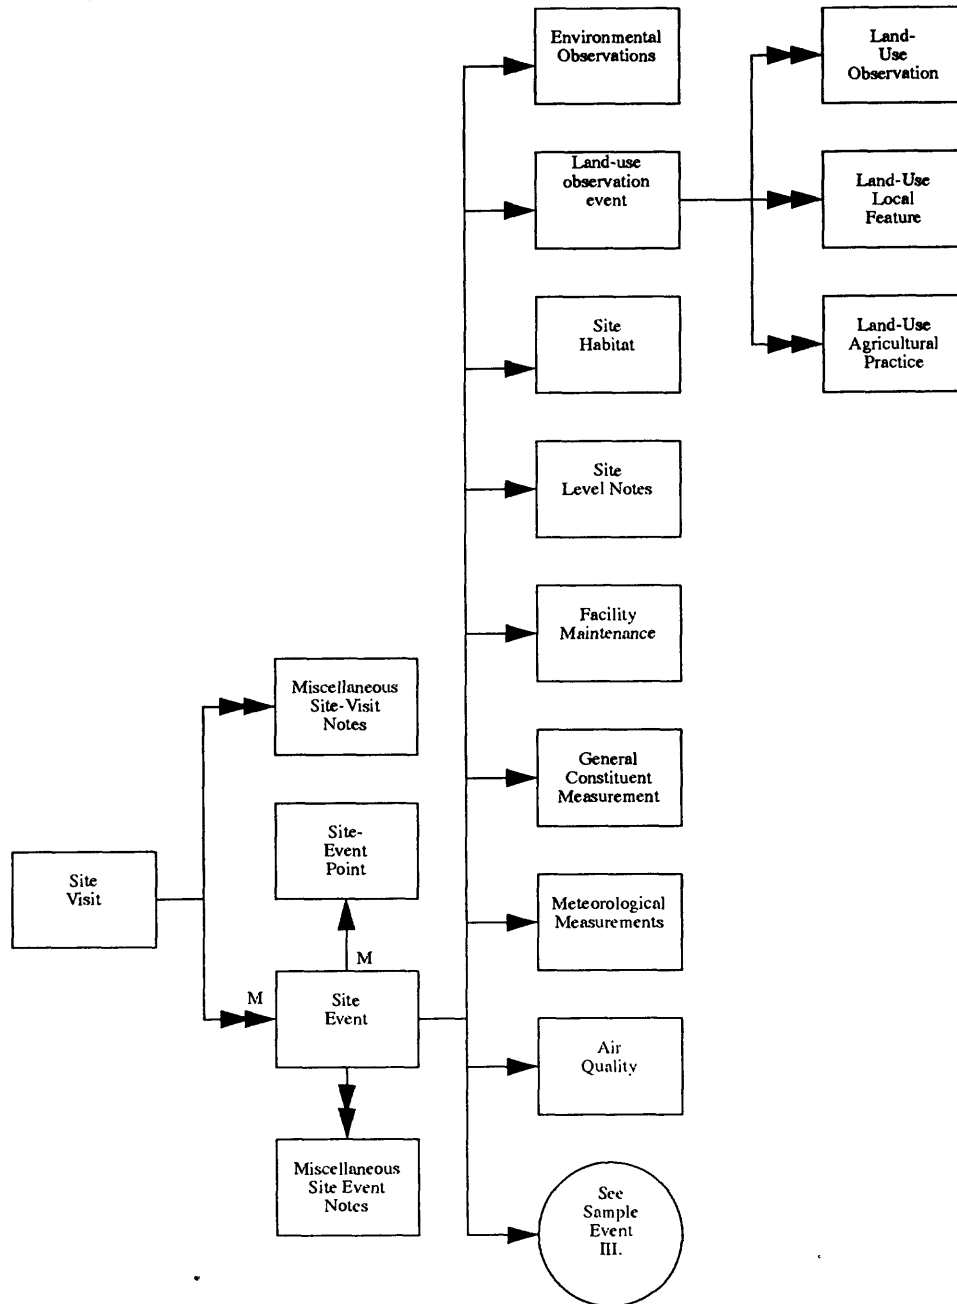 Environmental
Observations
Land-
Use
Observation
Land-use
observation
event
Land-Use
Local
Feature
Site
Habitat
Land-Use
Agricultural
Practice
Site
Level Notes
Facility
Maintenance
Miscellaneous
Site-Visit
Notes
General
Constituent
Measurement
Site-
Event
Point
Site
Visit
Meteorological
Measurements
M
M
Site
Event
Air
Quality
Miscellaneous
Site Event
Notes
See
Sample
Event
III.